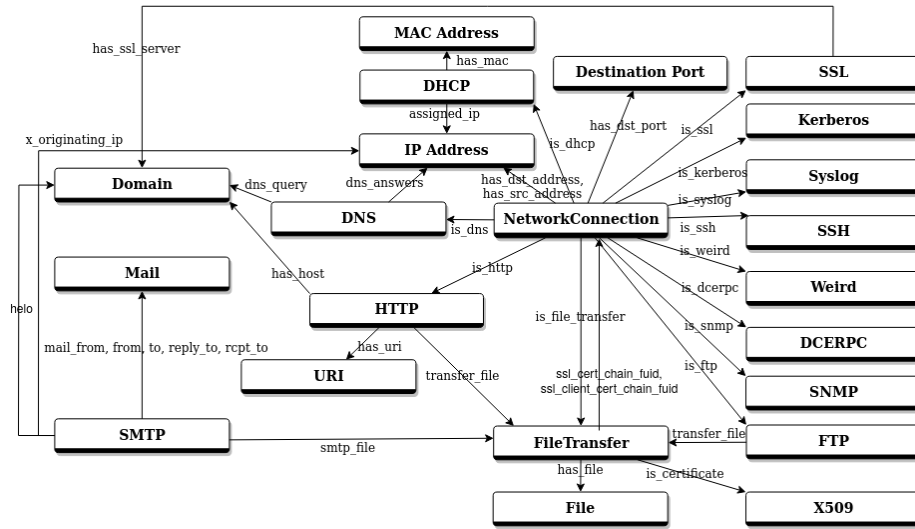 MAC Address
has_ssl_server
has_mac
DHCP
Destination Port
SSL
assigned_ip
has_dst_port
is_ssl
Kerberos
x_originating_ip
is_dhcp
IP Address
is_kerberos
Domain
dns_query
dns_answers
has_dst_address,
has_src_address
Syslog
is_syslog
DNS
is_dns
NetworkConnection
is_ssh
SSH
is_weird
Mail
has_host
is_http
Weird
is_dcerpc
helo
HTTP
is_file_transfer
is_snmp
DCERPC
mail_from, from, to, reply_to, rcpt_to
has_uri
is_ftp
URI
transfer_file
ssl_cert_chain_fuid,
ssl_client_cert_chain_fuid
SNMP
SMTP
smtp_file
FileTransfer
transfer_file
FTP
has_file
is_certificate
File
X509